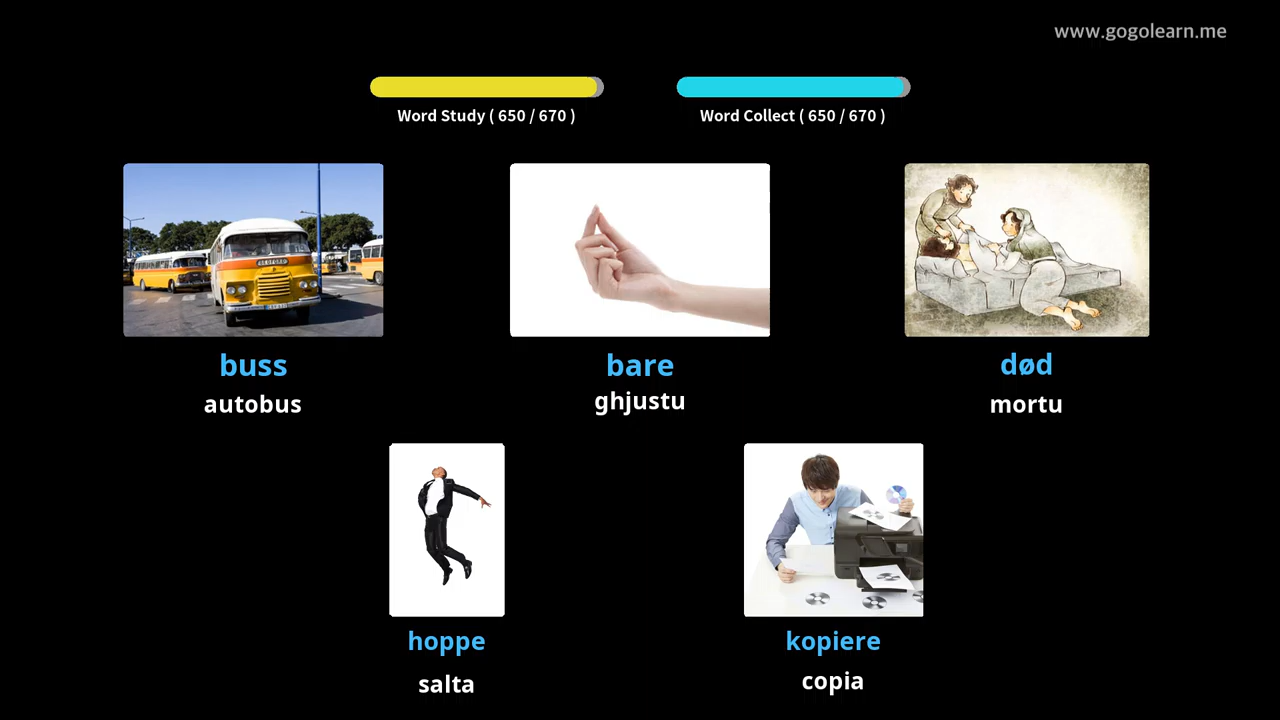 www.gogolearn.me
Word Study ( 650 / 670 )
Word Collect ( 650 / 670 )
buss
autobus
bare
ghjustu
død
mortu
hoppe
salta
kopiere
copia